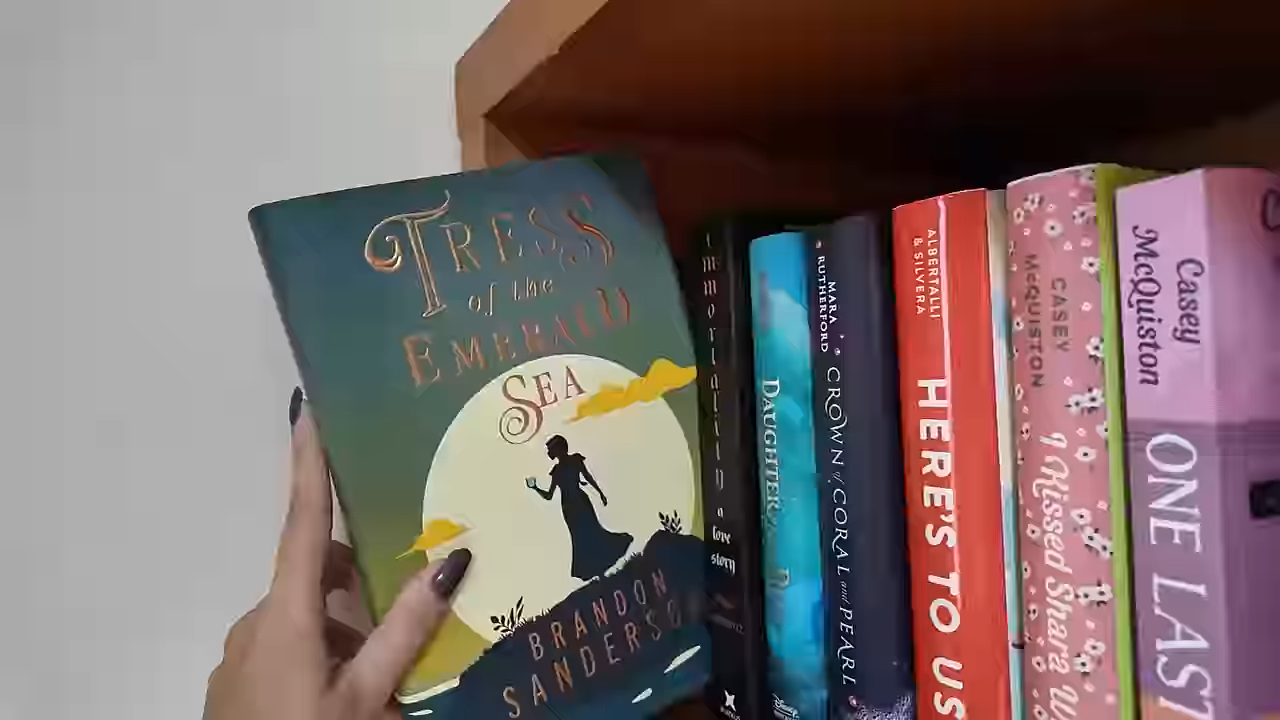 TRESS
of the
EMERALD
SEA
BRANDON
SANDERSO
immortality
a
love
story
DAUGHTER
MARA
RUTHERFORD
CROWN of CORAL and PEARL
ALBERTALLI
& SILVERA
HERE'S TO US
CASEY
McQUISTON
I Kissed Shara W
Casey
McQuiston
ONE LAST